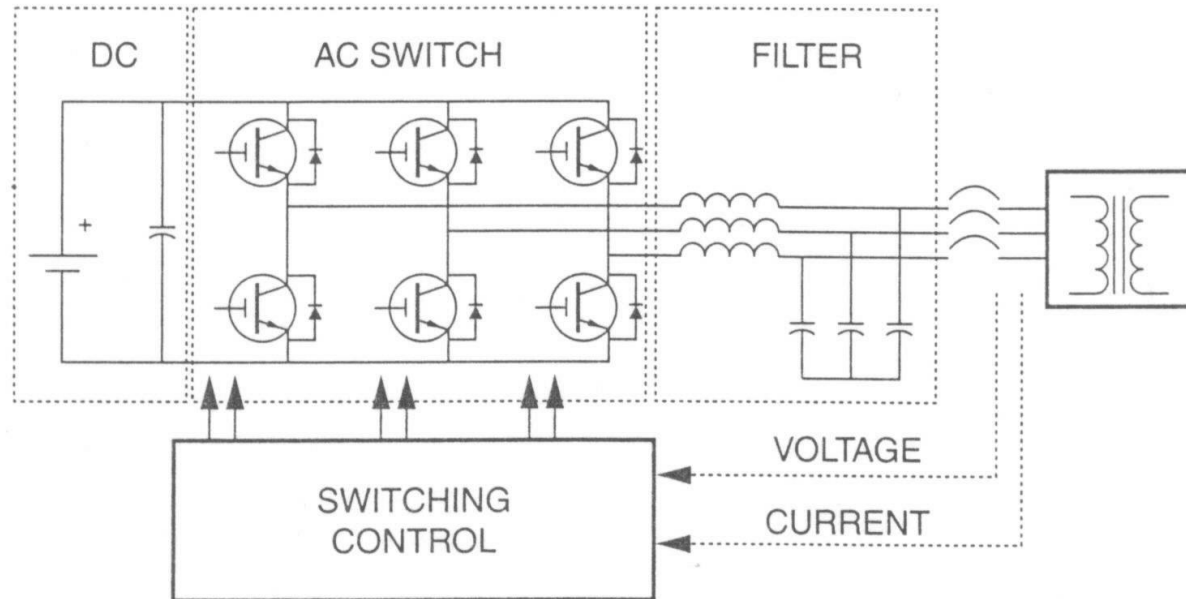 DC
AC SWITCH
FILTER
+
VOLTAGE
SWITCHING
CONTROL
CURRENT